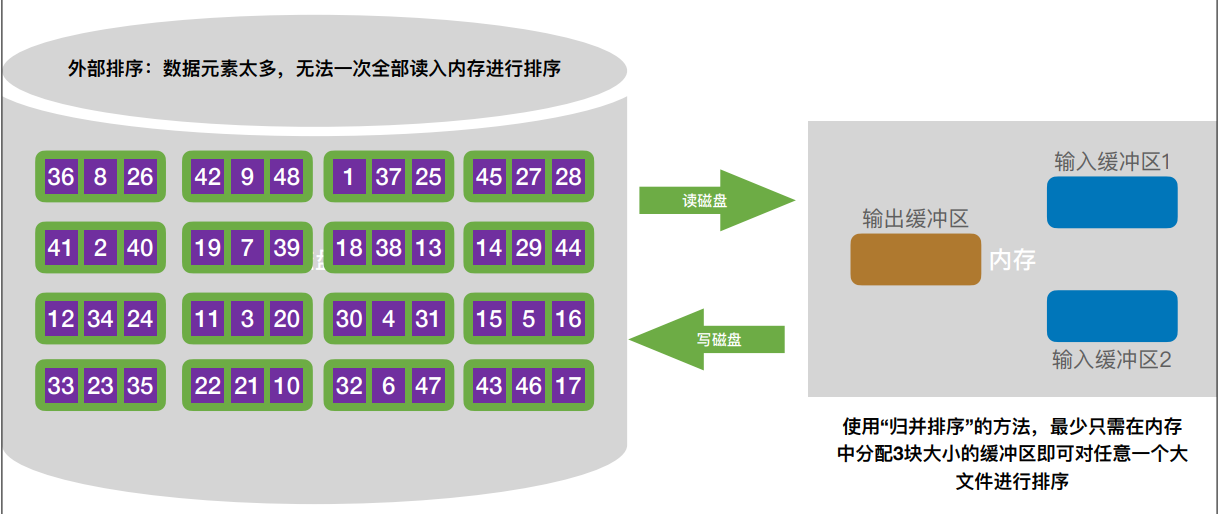 外部排序：数据元素太多，无法一次全部读入内存进行排序
36 8 26 42 9 48 1 37 25 45 27 28
41 2 40 19 7 39 18 38 13 14 29 44
12 34 24 11 3 20 30 4 31 15 5 16
33 23 35 22 21 10 32 6 47 43 46 17
读磁盘
写磁盘
输入缓冲区1
输出缓冲区
内存
输入缓冲区2
使用“归并排序”的方法，最少只需在内存
中分配3块大小的缓冲区即可对任意一个大
文件进行排序